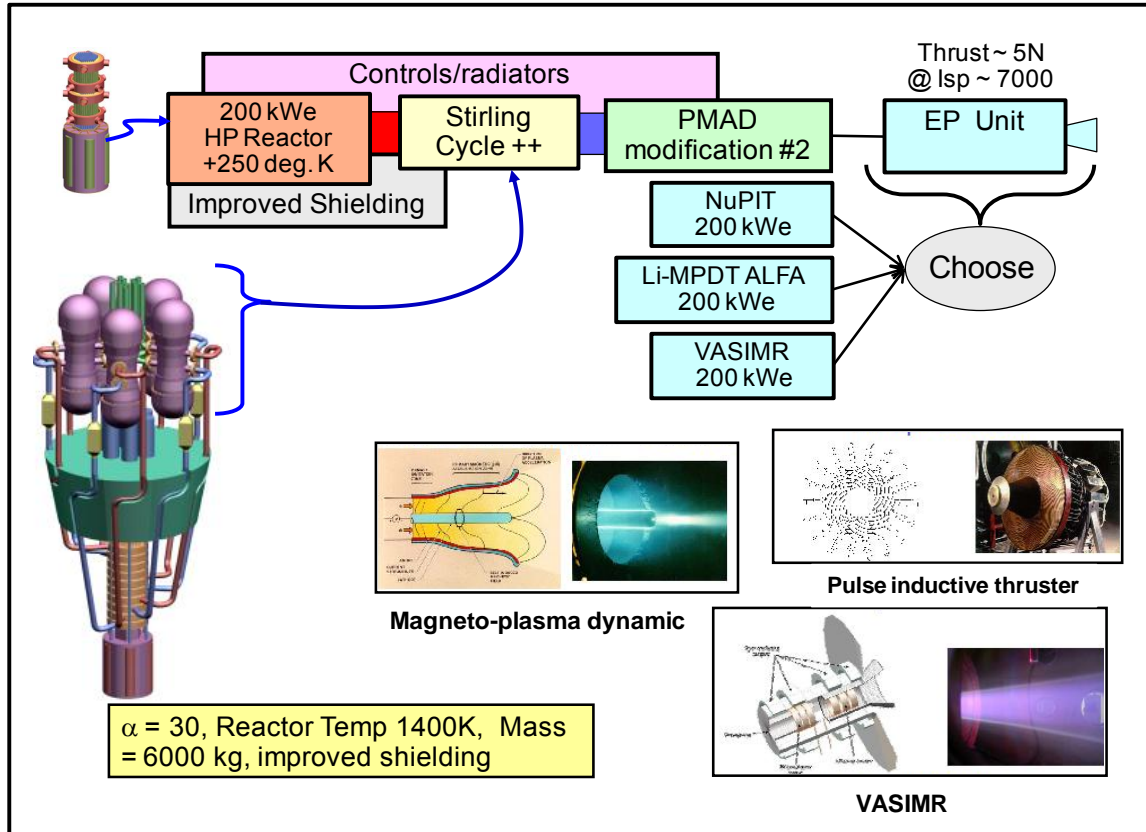 Controls/radiators
200 kWe
HP Reactor
+250 deg. K
Improved Shielding
Stirling
Cycle ++
PMAD
modification #2
Thrust ~ 5N
@ Isp ~ 7000
EP Unit
NuPIT
200 kWe
Li-MPDT ALFA
200 kWe
VASIMR
200 kWe
Choose
Magneto-plasma dynamic
Pulse inductive thruster
VASIMR
α = 30, Reactor Temp 1400K, Mass
= 6000 kg, improved shielding